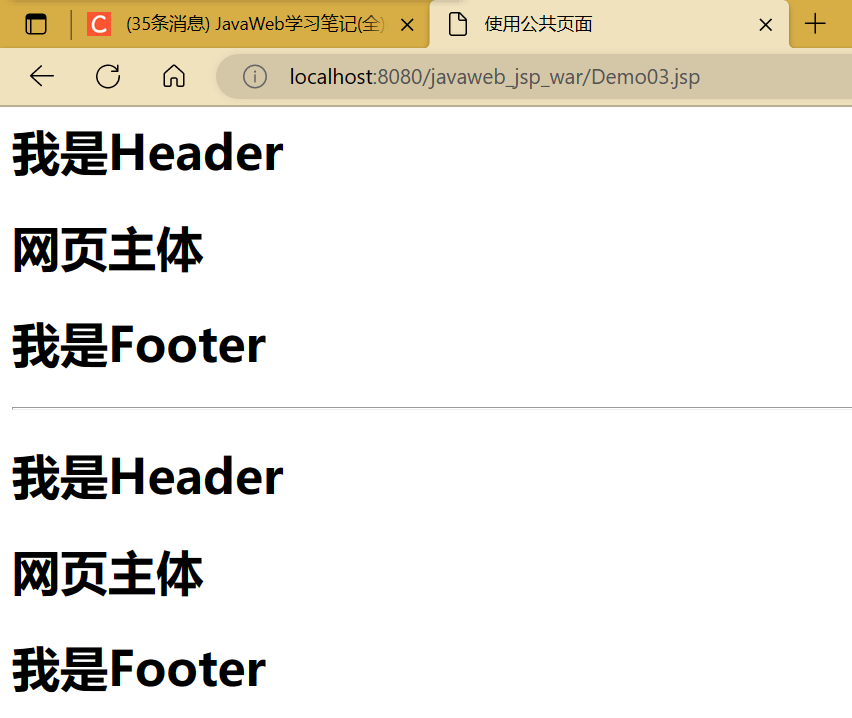 C (35条消息) JavaWeb学习笔记(全)
使用公共页面
localhost:8080/javaweb_jsp_war/Demo03.jsp
我是Header
网页主体
我是Footer
我是Header
网页主体
我是Footer